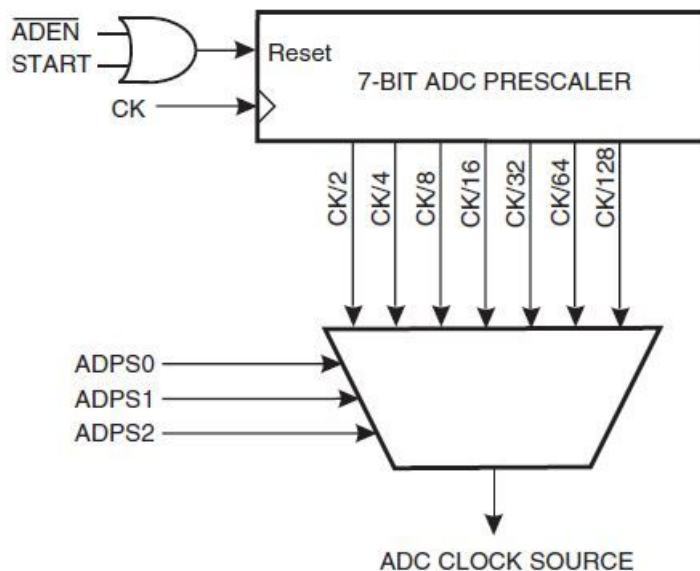 ADEN
START
Reset
7-BIT ADC PRESCALER
CK
CK/2
CK/4
CK/8
CK/16
CK/32
CK/64
CK/128
ADPS0
ADPS1
ADPS2
ADC CLOCK SOURCE